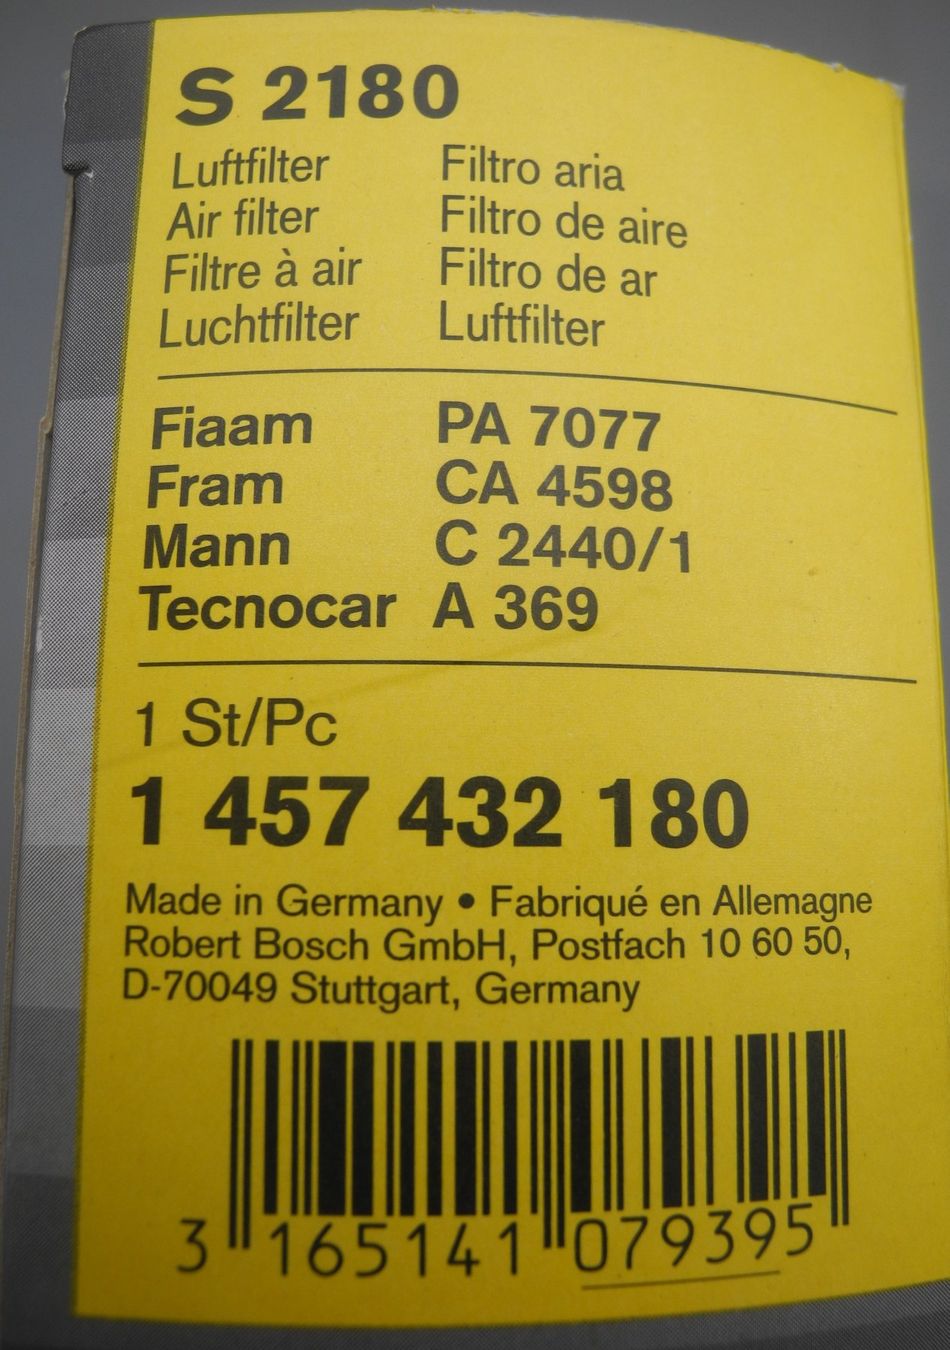 S 2180
Luftfilter Filtro aria
Air filter Filtro de aire
Filtre à air Filtro de ar
Luchtfilter Luftfilter
Fiaam PA 7077
Fram CA 4598
Mann C 2440/1
Tecnocar A 369
1 St/Pc
1 457 432 180
Made in Germany • Fabriqué en Allemagne
Robert Bosch GmbH, Postfach 10 60 50,
D-70049 Stuttgart, Germany
3 165141 079395